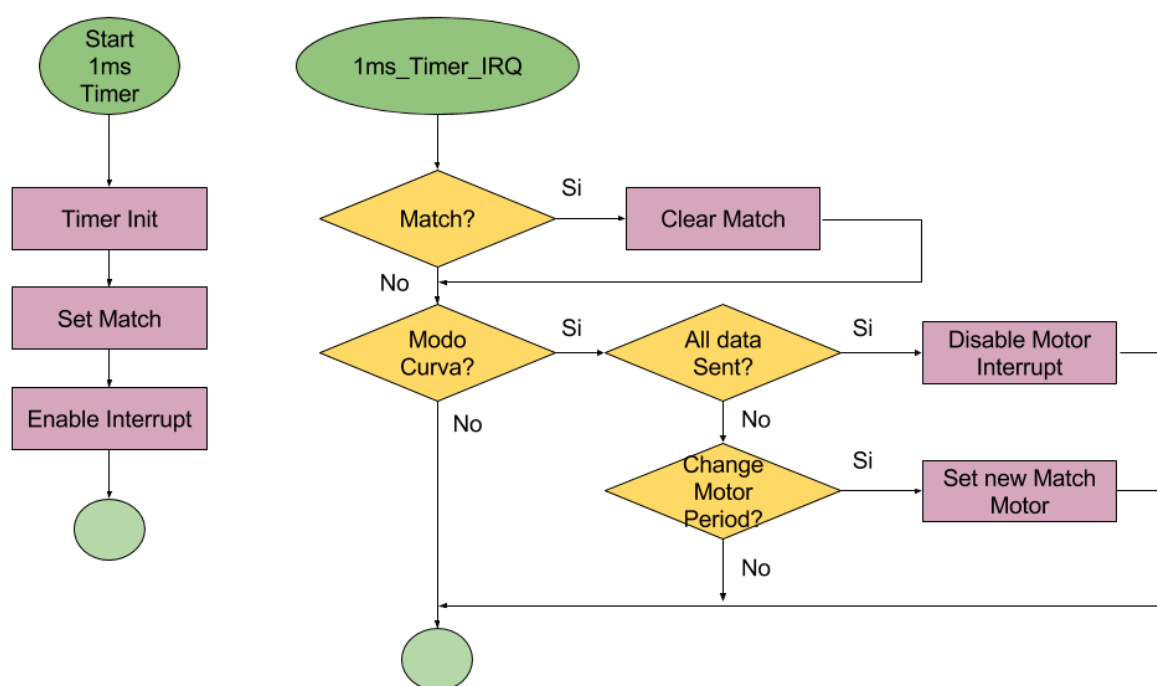 Start
1ms
Timer
Timer Init
Set Match
Enable Interrupt
1ms_Timer_IRQ
Match?
Si
Clear Match
No
Modo
Curva?
Si
All data
Sent?
Si
Disable Motor
Interrupt
No
No
Change
Motor
Period?
Si
Set new Match
Motor
No